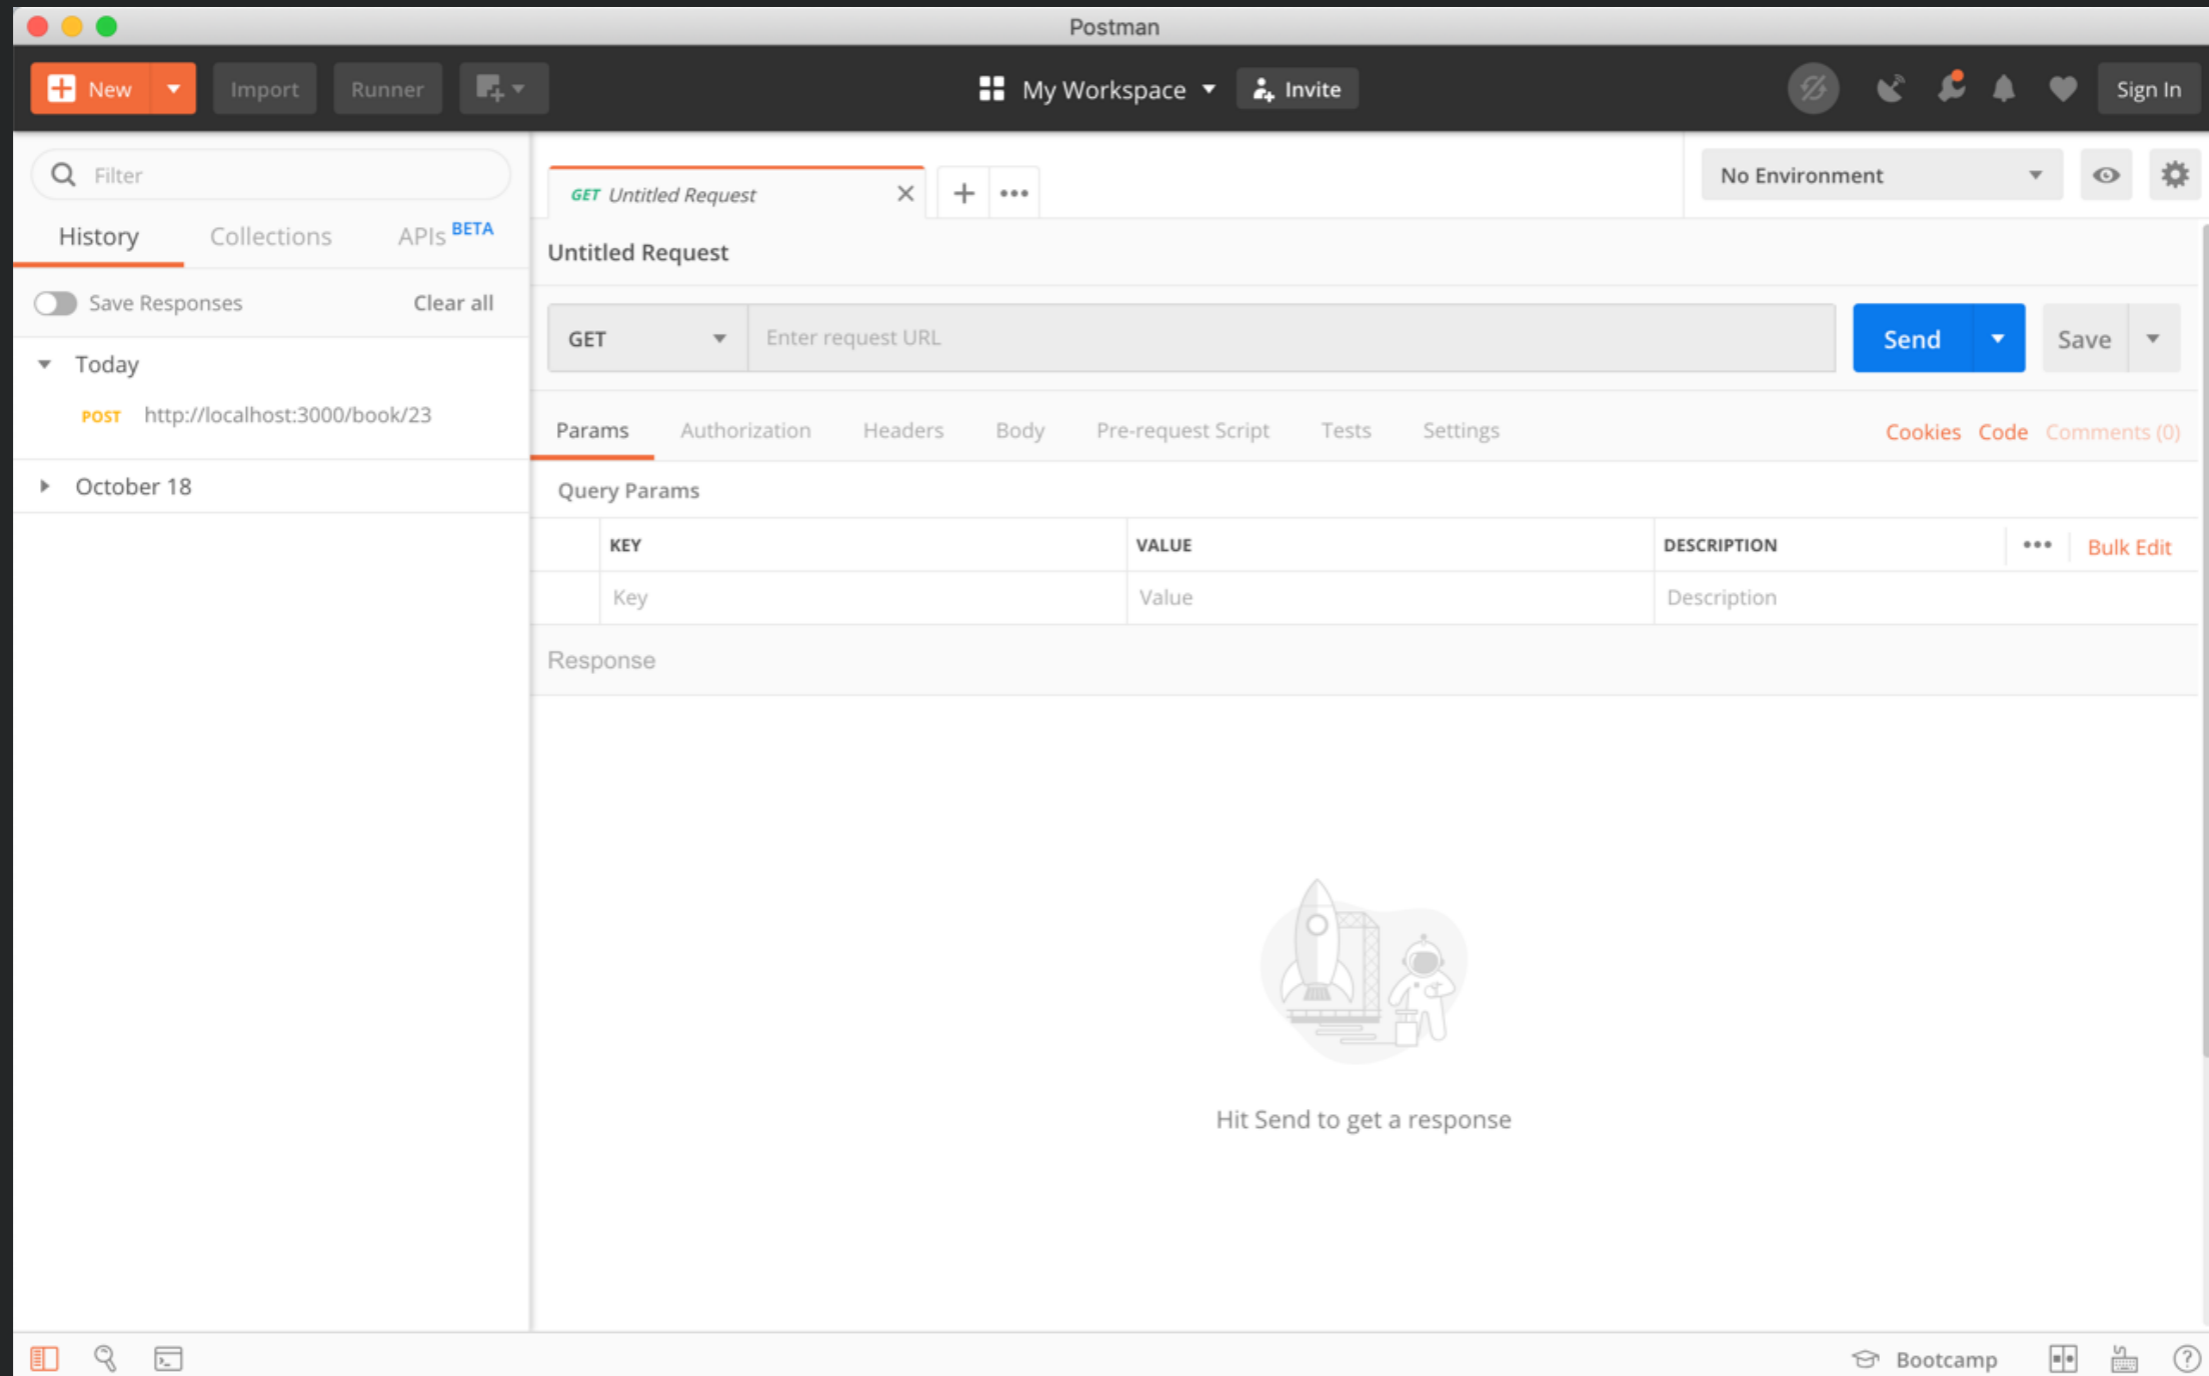 Postman
New Import Runner My Workspace Invite Sign In
Filter
History Collections APIs BETA
Save Responses Clear all
Today
POST http://localhost:3000/book/23
October 18
GET Untitled Request
No Environment
Untitled Request
GET Enter request URL Send Save
Params Authorization Headers Body Pre-request Script Tests Settings Cookies Code Comments (0)
Query Params
KEY VALUE DESCRIPTION Bulk Edit
Key Value Description
Response
Hit Send to get a response
Bootcamp